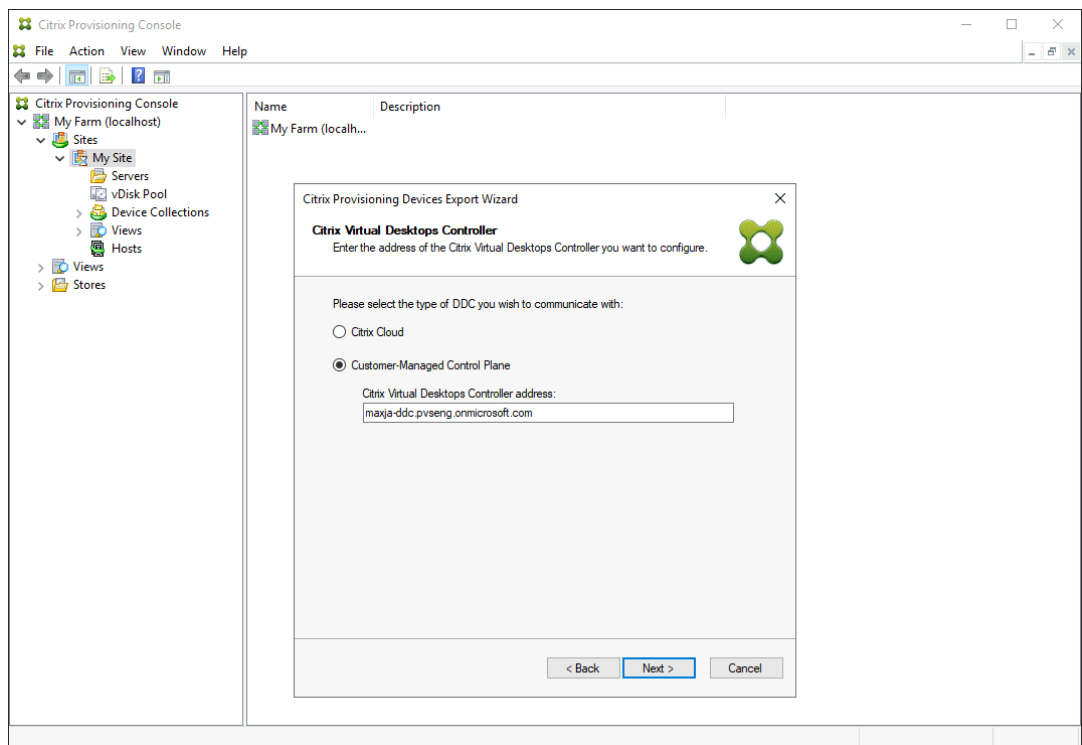 Citrix Provisioning Console
File Action View Window Help
Citrix Provisioning Console
My Farm (localhost)
Sites
My Site
Servers
vDisk Pool
Device Collections
Views
Hosts
Views
Stores
Name Description
My Farm (localh...
Citrix Provisioning Devices Export Wizard
Citrix Virtual Desktops Controller
Enter the address of the Citrix Virtual Desktops Controller you want to configure.
Please select the type of DDC you wish to communicate with:
Citrix Cloud
Customer-Managed Control Plane
Citrix Virtual Desktops Controller address:
maxja-ddc.pvseng.onmicrosoft.com
< Back Next > Cancel